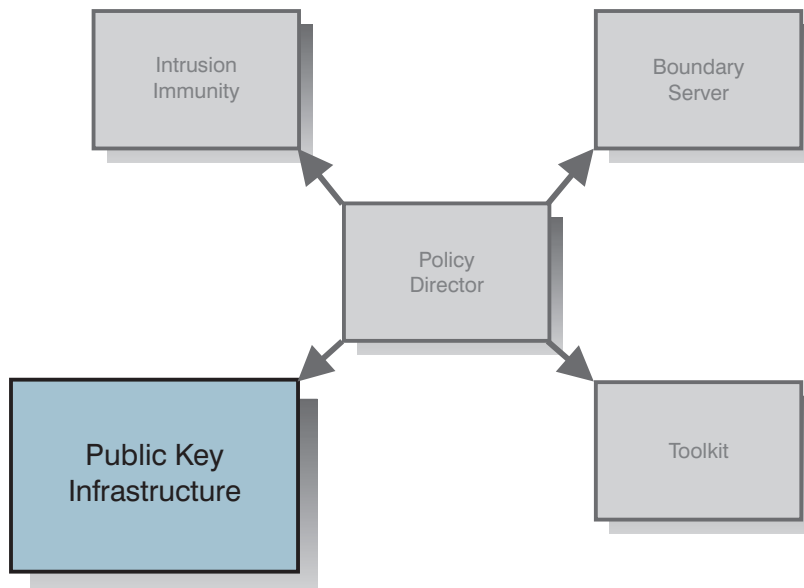 Intrusion
Immunity
Boundary
Server
Policy
Director
Public Key
Infrastructure
Toolkit